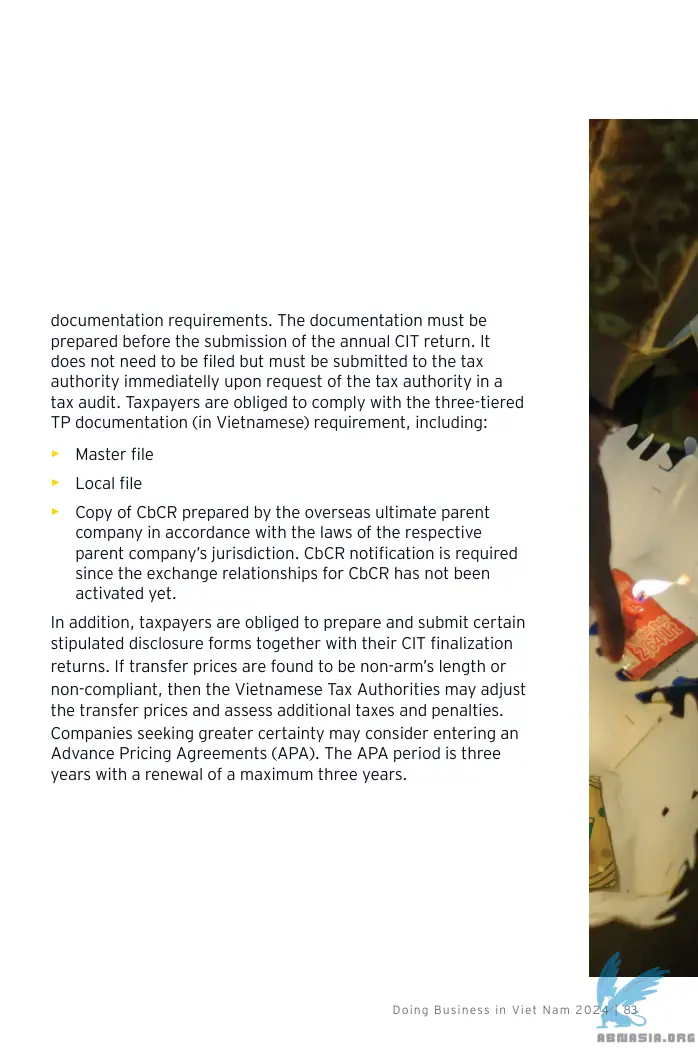 documentation requirements. The documentation must be
prepared before the submission of the annual CIT return. It
does not need to be filed but must be submitted to the tax
authority immediatelly upon request of the tax authority in a
tax audit. Taxpayers are obliged to comply with the three-tiered
TP documentation (in Vietnamese) requirement, including:
Master file
Local file
Copy of CbCR prepared by the overseas ultimate parent
company in accordance with the laws of the respective
parent company’s jurisdiction. CbCR notification is required
since the exchange relationships for CbCR has not been
activated yet.
In addition, taxpayers are obliged to prepare and submit certain
stipulated disclosure forms together with their CIT finalization
returns. If transfer prices are found to be non-arm’s length or
non-compliant, then the Vietnamese Tax Authorities may adjust
the transfer prices and assess additional taxes and penalties.
Companies seeking greater certainty may consider entering an
Advance Pricing Agreements (APA). The APA period is three
years with a renewal of a maximum three years.
Doing Business in Viet Nam 2024 | 83
ABMASIA.ORG